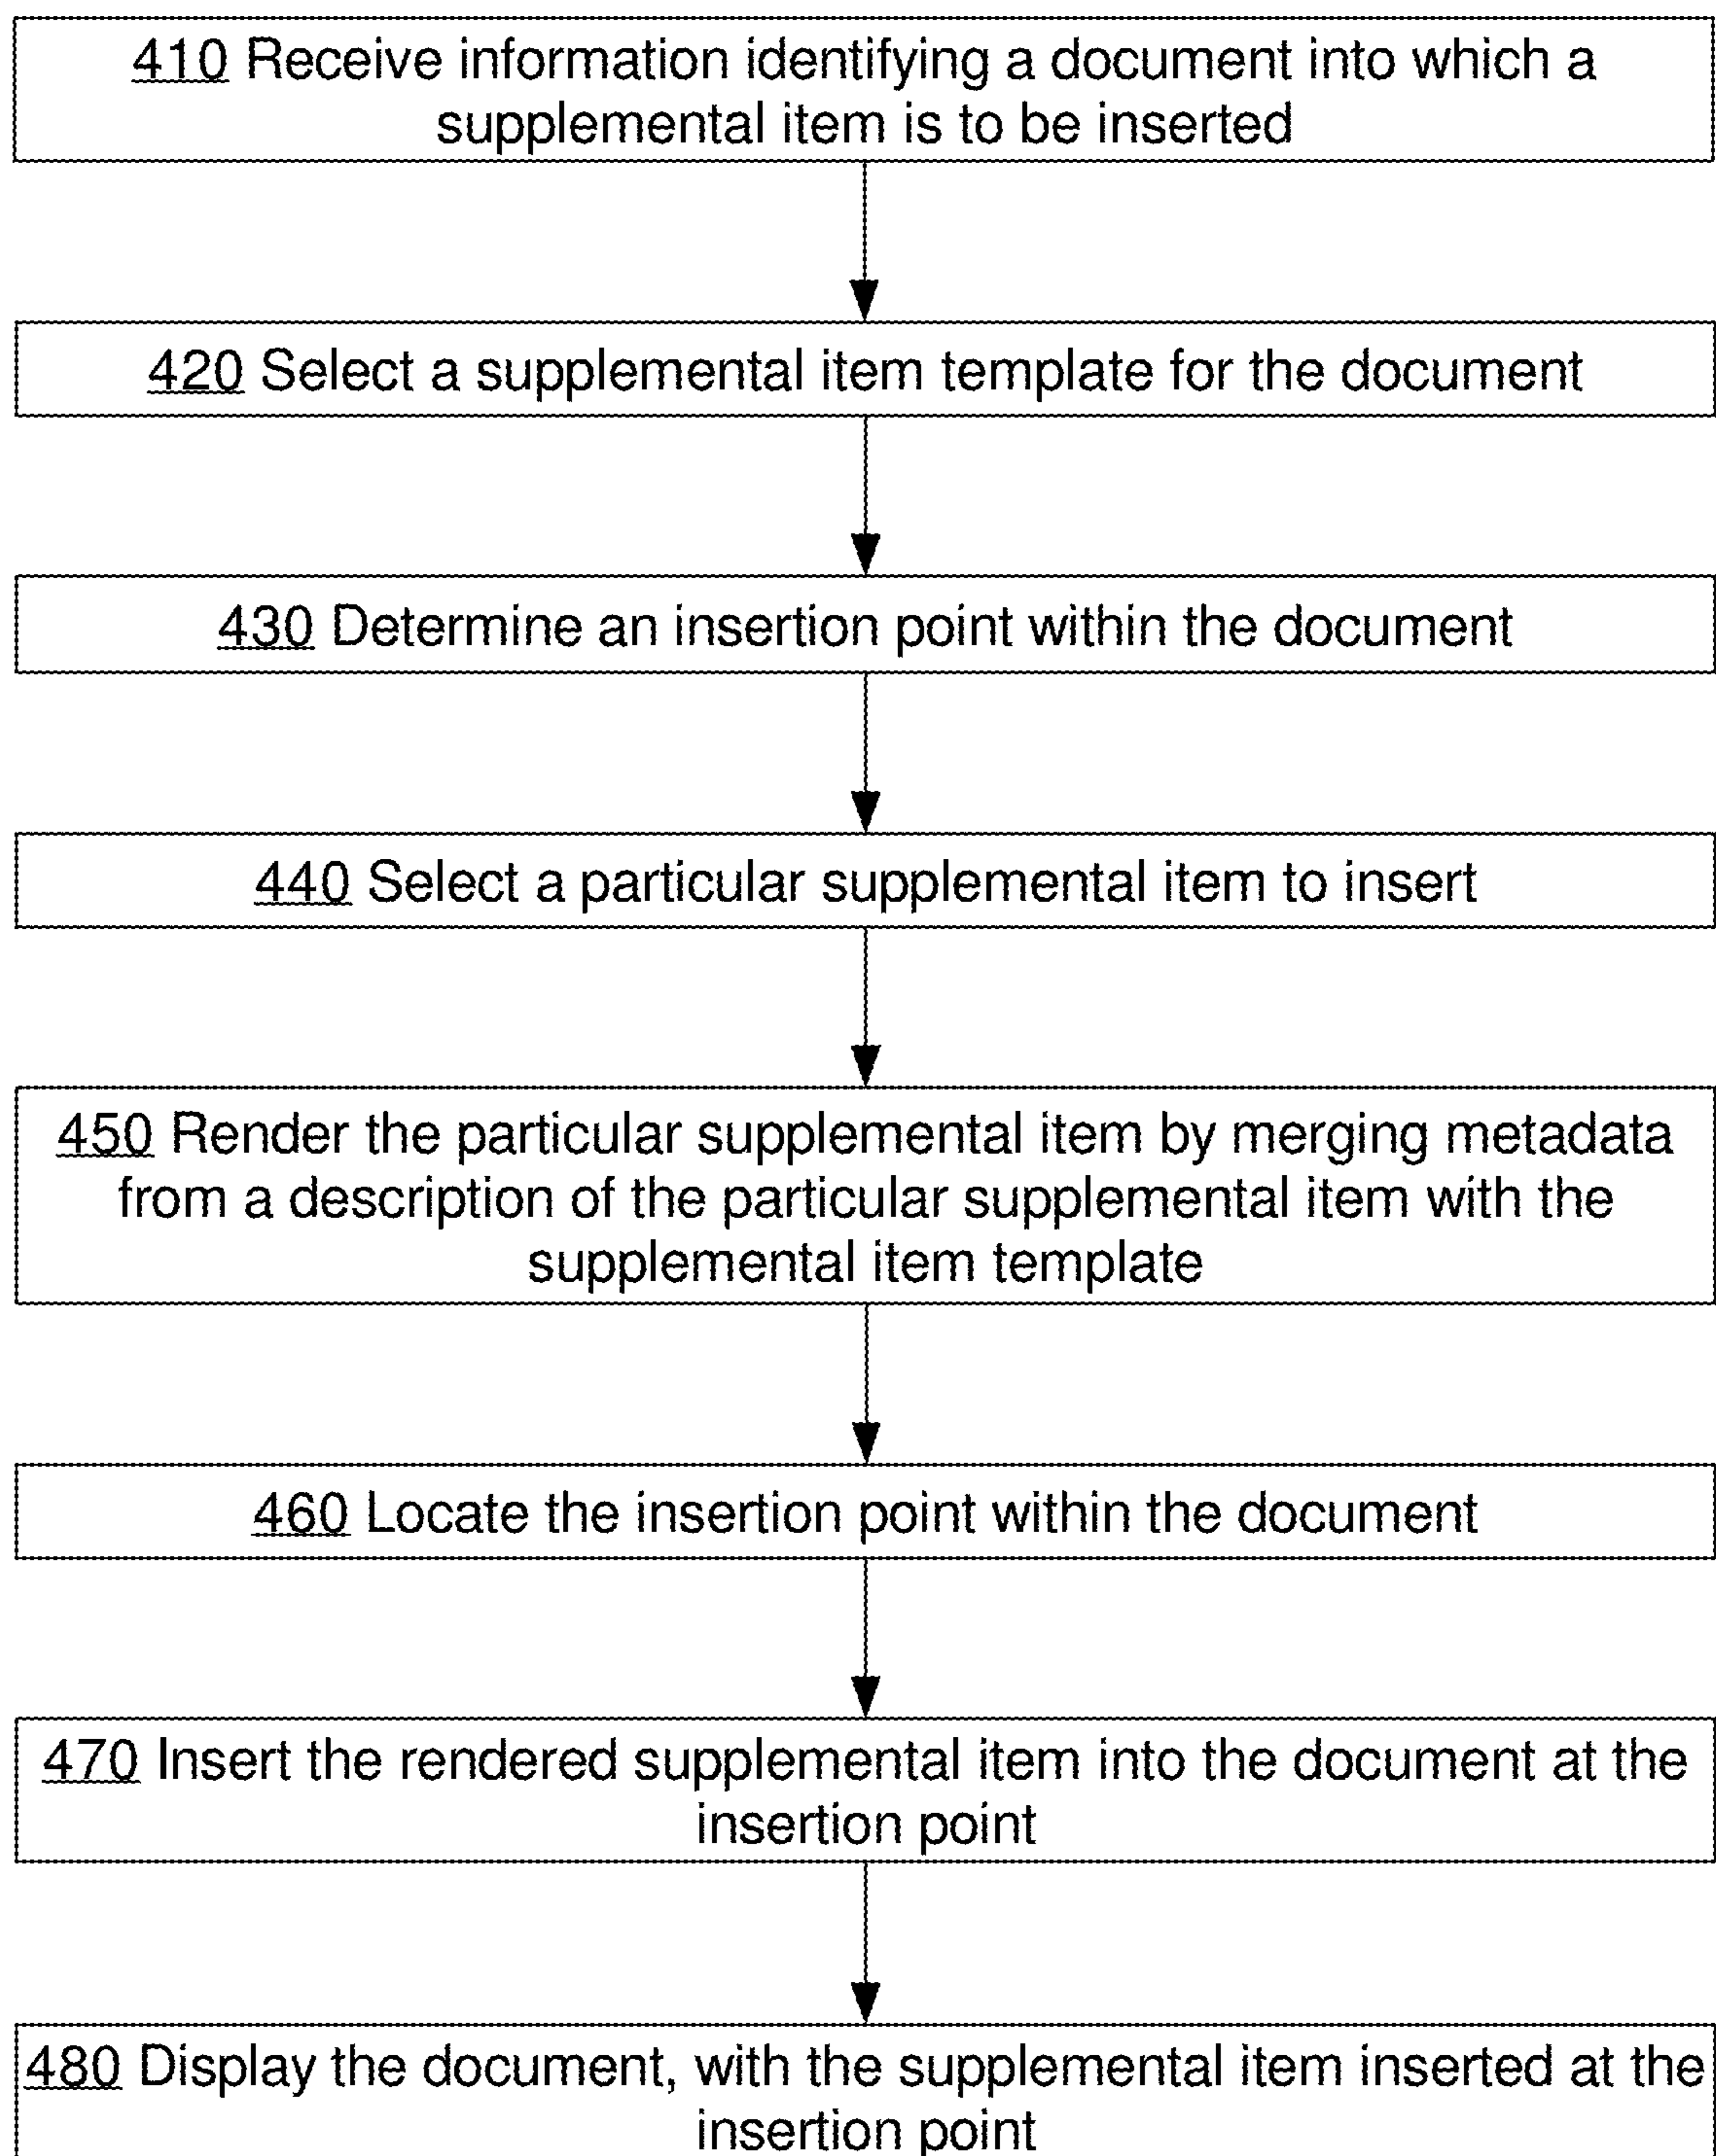 410 Receive information identifying a document into which a
supplemental item is to be inserted
420 Select a supplemental item template for the document
430 Determine an insertion point within the document
440 Select a particular supplemental item to insert
450 Render the particular supplemental item by merging metadata
from a description of the particular supplemental item with the
supplemental item template
460 Locate the insertion point within the document
470 Insert the rendered supplemental item into the document at the
insertion point
480 Display the document, with the supplemental item inserted at the
insertion point